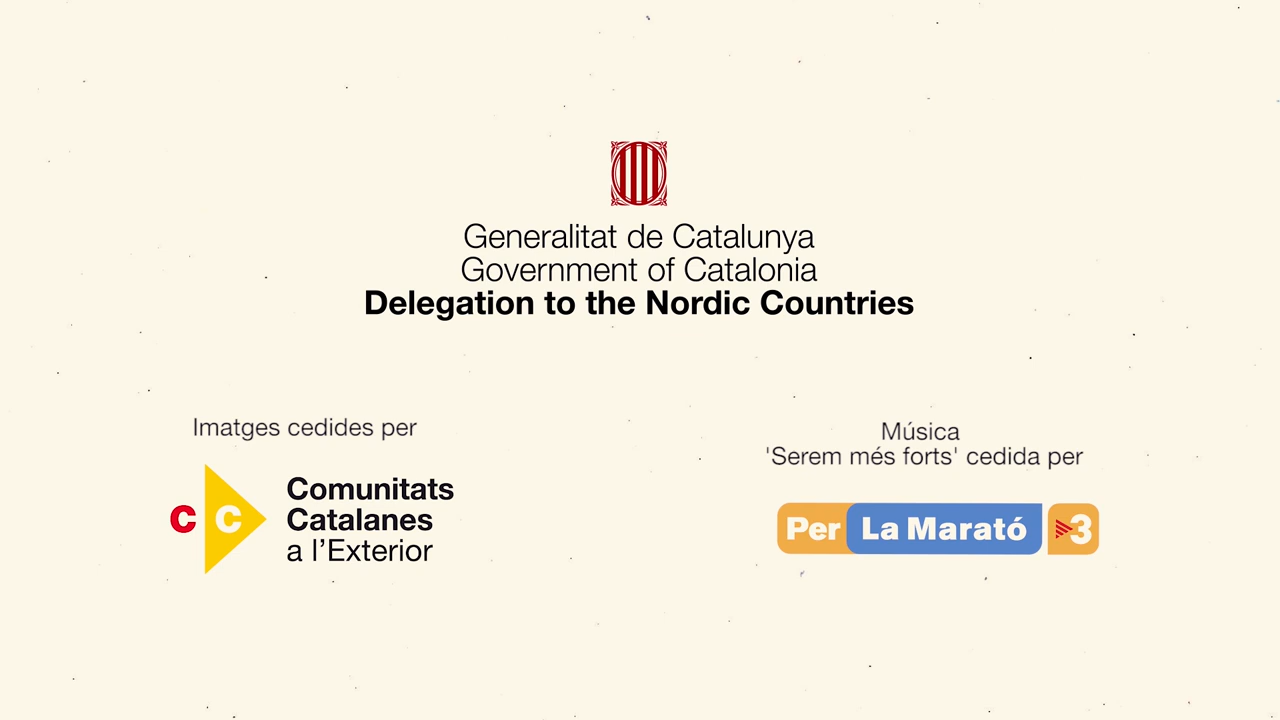 Generalitat de Catalunya
Government of Catalonia
Delegation to the Nordic Countries
Imatges cedides per
C C
Comunitats
Catalanes
a l’Exterior
Música
'Serem més forts' cedida per
Per La Marató 3